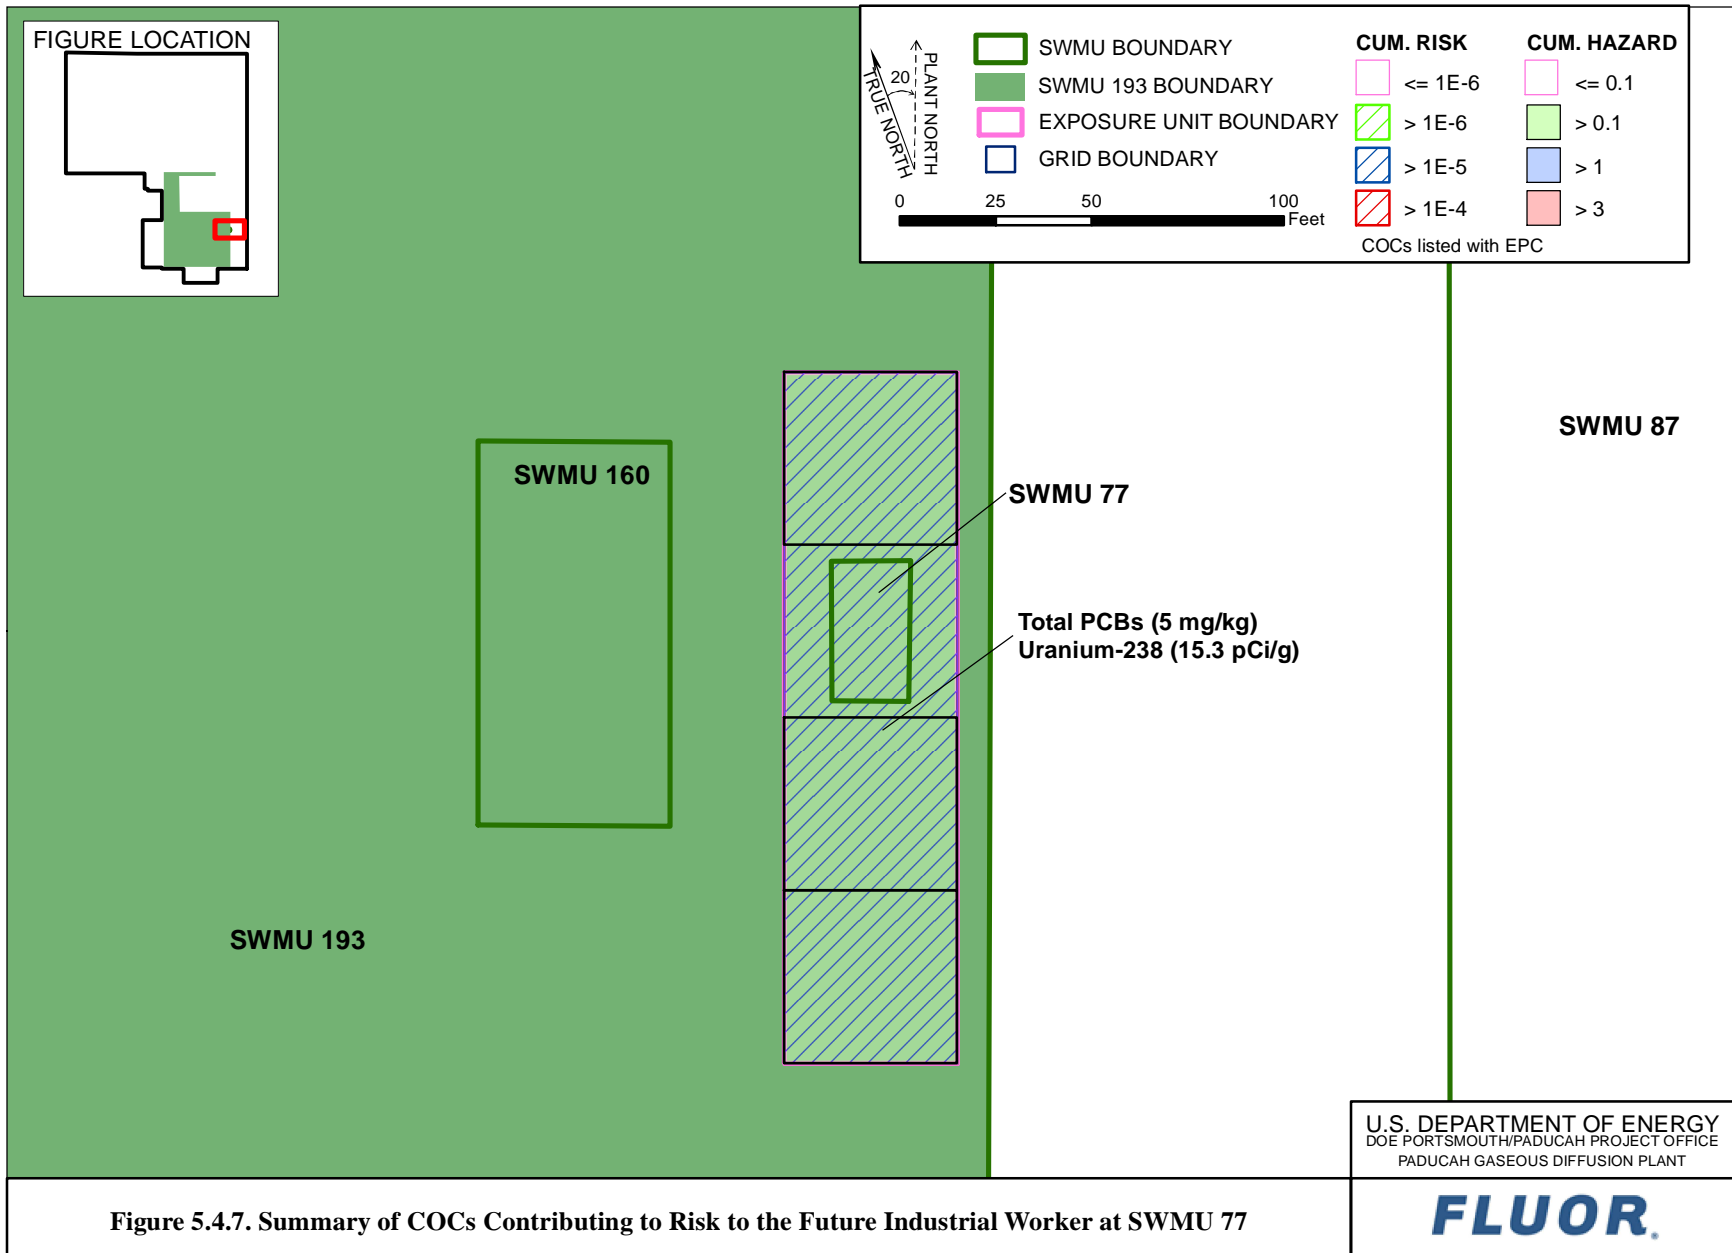 FIGURE LOCATION
TRUE NORTH
20
PLANT NORTH
SWMU BOUNDARY
SWMU 193 BOUNDARY
EXPOSURE UNIT BOUNDARY
GRID BOUNDARY
0 25 50 100
Feet
CUM. RISK
<= 1E-6
> 1E-6
> 1E-5
> 1E-4
CUM. HAZARD
<= 0.1
> 0.1
> 1
> 3
COCs listed with EPC
SWMU 87
SWMU 160
SWMU 77
Total PCBs (5 mg/kg)
Uranium-238 (15.3 pCi/g)
SWMU 193
U.S. DEPARTMENT OF ENERGY
DOE PORTSMOUTH/PADUCAH PROJECT OFFICE
PADUCAH GASEOUS DIFFUSION PLANT
Figure 5.4.7. Summary of COCs Contributing to Risk to the Future Industrial Worker at SWMU 77
FLUOR®